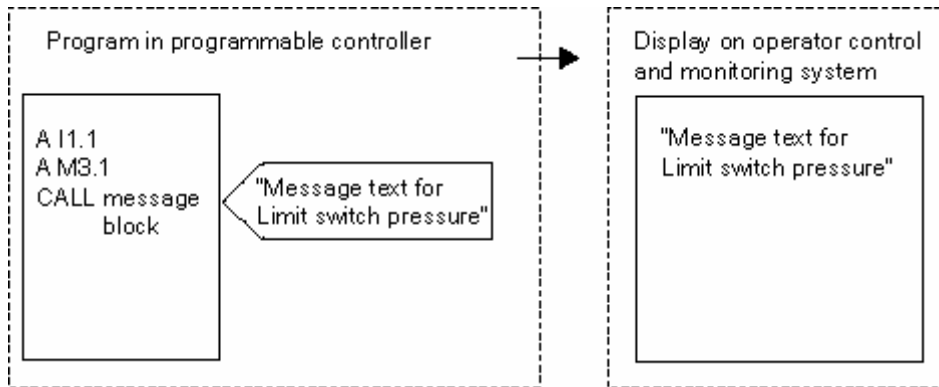 Program in programmable controller
A I1.1
A M3.1
CALL message
block
"Message text for
Limit switch pressure"
Display on operator control
and monitoring system
"Message text for
Limit switch pressure"